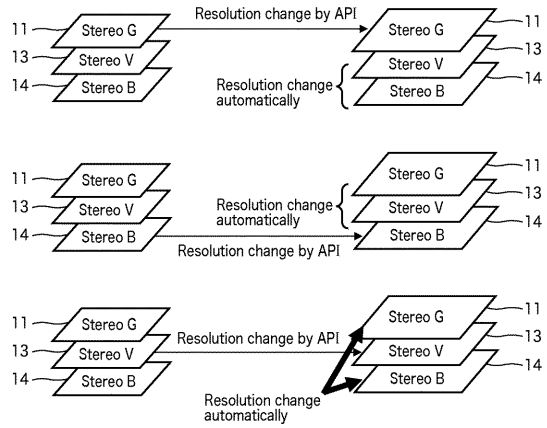 Resolution change by API
11
Stereo G
Stereo G
11
13
Stereo V
Stereo V
13
14
Stereo B
Resolution change
automatically
Stereo B
14
11
Stereo G
Stereo G
11
13
Stereo V
Resolution change
automatically
Stereo V
13
14
Stereo B
Stereo B
14
Resolution change by API
11
Stereo G
Stereo G
11
13
Stereo V
Resolution change by API
Stereo V
13
14
Stereo B
Stereo B
14
Resolution change
automatically